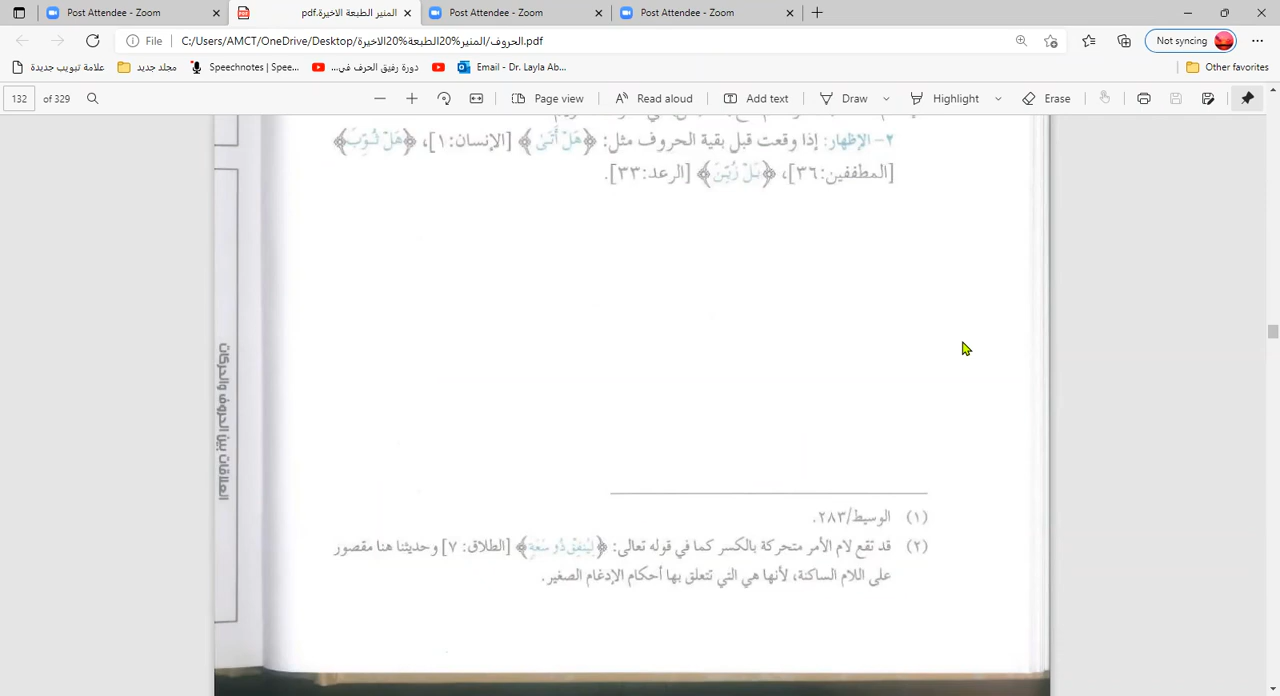 Post Attendee - Zoom
المنير الطبعة الاخيرة.pdf
Post Attendee - Zoom
Post Attendee - Zoom
File
C:/Users/AMCT/OneDrive/Desktop/الحروف/المنير%20الطبعة%20الاخيرة.pdf
Not syncing
علامة تبويب جديدة
مجلد جديد
Speechnotes | Spee...
دورة رفيق الحرف في...
Email - Dr. Layla Ab...
Other favorites
132 of 329
Page view
Read aloud
Add text
Draw
Highlight
Erase
٢- الإظهار: إذا وقعت قبل بقية الحروف مثل: ﴿هَلْ أَتَىٰ﴾ [الإنسان:١]، ﴿هَلْ ثُوِّبَ﴾
[المطففين:٣٦]، ﴿بَلْ زُيِّنَ﴾ [الرعد:٣٣].
العلاقات بين الحروف والحركات
(١) الوسيط/٢٨٣.
(٢) قد تقع لام الأمر متحركة بالكسر كما في قوله تعالى: ﴿لِيُنفِقْ ذُو سَعَةٍ﴾ [الطلاق: ٧] وحديثنا هنا مقصور
على اللام الساكنة، لأنها هي التي تتعلق بها أحكام الإدغام الصغير.